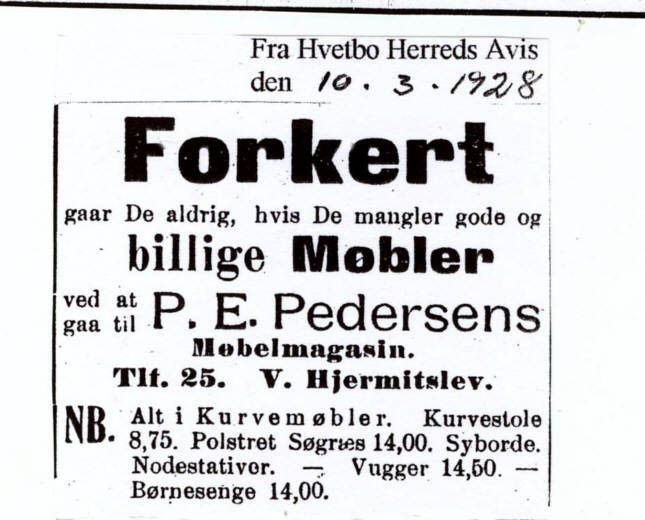 Fra Hvetbo Herreds Avis
den 10. 3. 1928
Forkert
gaar De aldrig, hvis De mangler gode og
billige Møbler
ved at
gaa til P. E. Pedersens
Møbelmagasin.
Tlf. 25. V. Hjermitslev.
NB. Alt i Kurvemøbler. Kurvestole
8,75. Polstret Søgræs 14,00. Syborde.
Nodestativer. — Vugger 14,50. —
Børnesenge 14,00.